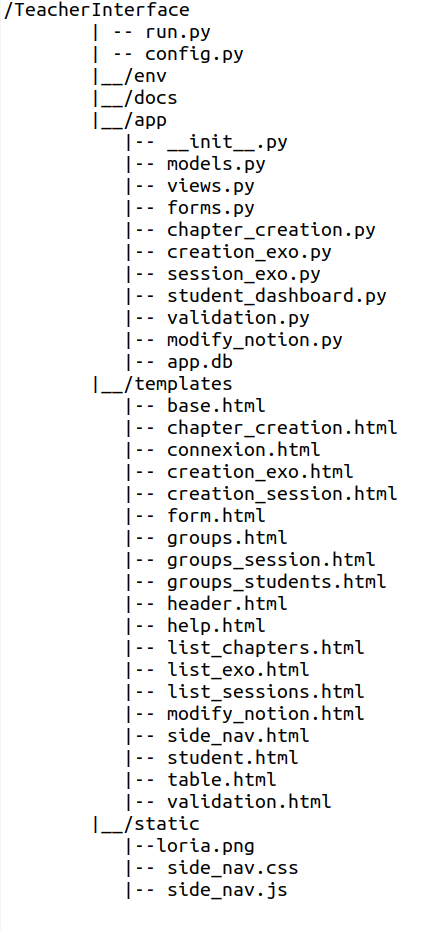 /TeacherInterface
| -- run.py
| -- config.py
|__/env
|__/docs
|__/app
|-- __init__.py
|-- models.py
|-- views.py
|-- forms.py
|-- chapter_creation.py
|-- creation_exo.py
|-- session_exo.py
|-- student_dashboard.py
|-- validation.py
|-- modify_notion.py
|-- app.db
|__/templates
|-- base.html
|-- chapter_creation.html
|-- connexion.html
|-- creation_exo.html
|-- creation_session.html
|-- form.html
|-- groups.html
|-- groups_session.html
|-- groups_students.html
|-- header.html
|-- help.html
|-- list_chapters.html
|-- list_exo.html
|-- list_sessions.html
|-- modify_notion.html
|-- side_nav.html
|-- student.html
|-- table.html
|-- validation.html
|__/static
|--loria.png
|-- side_nav.css
|-- side_nav.js